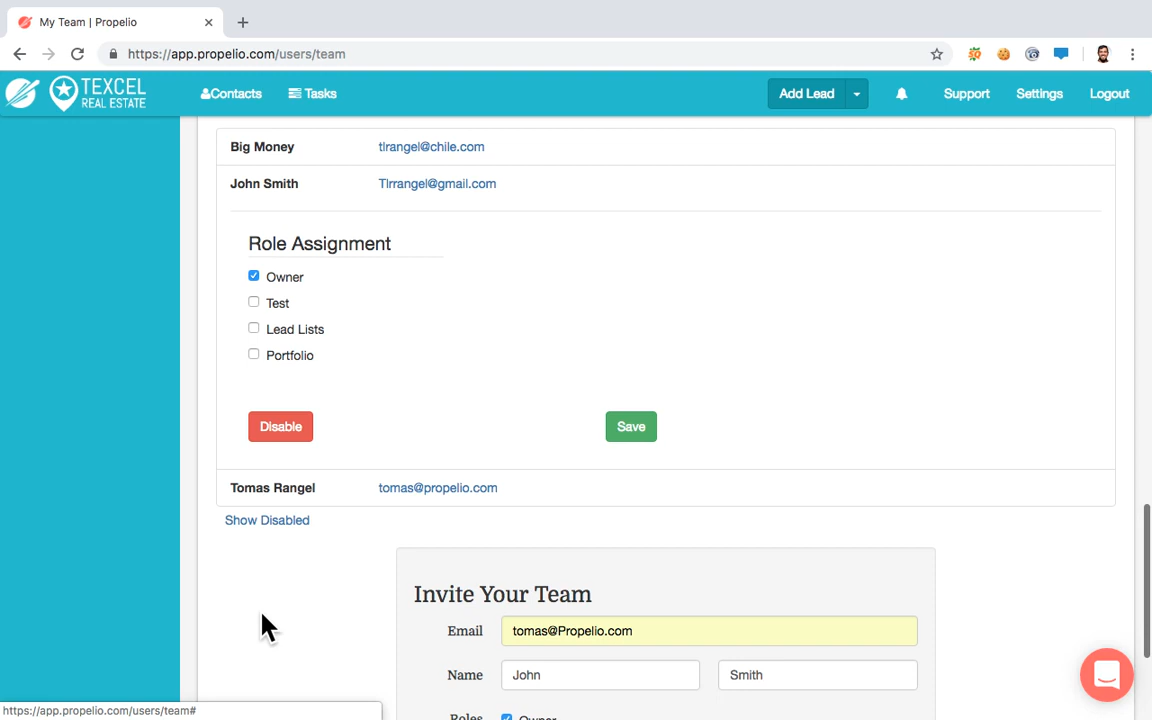 My Team | Propelio
https://app.propelio.com/users/team
TEXCEL
REAL ESTATE
Contacts
Tasks
Add Lead
Support
Settings
Logout
Big Money
tlrangel@chile.com
John Smith
Tlrrangel@gmail.com
Role Assignment
Owner
Test
Lead Lists
Portfolio
Disable
Save
Tomas Rangel
tomas@propelio.com
Show Disabled
Invite Your Team
Email
tomas@Propelio.com
Name
John
Smith
Roles
Owner
https://app.propelio.com/users/team#